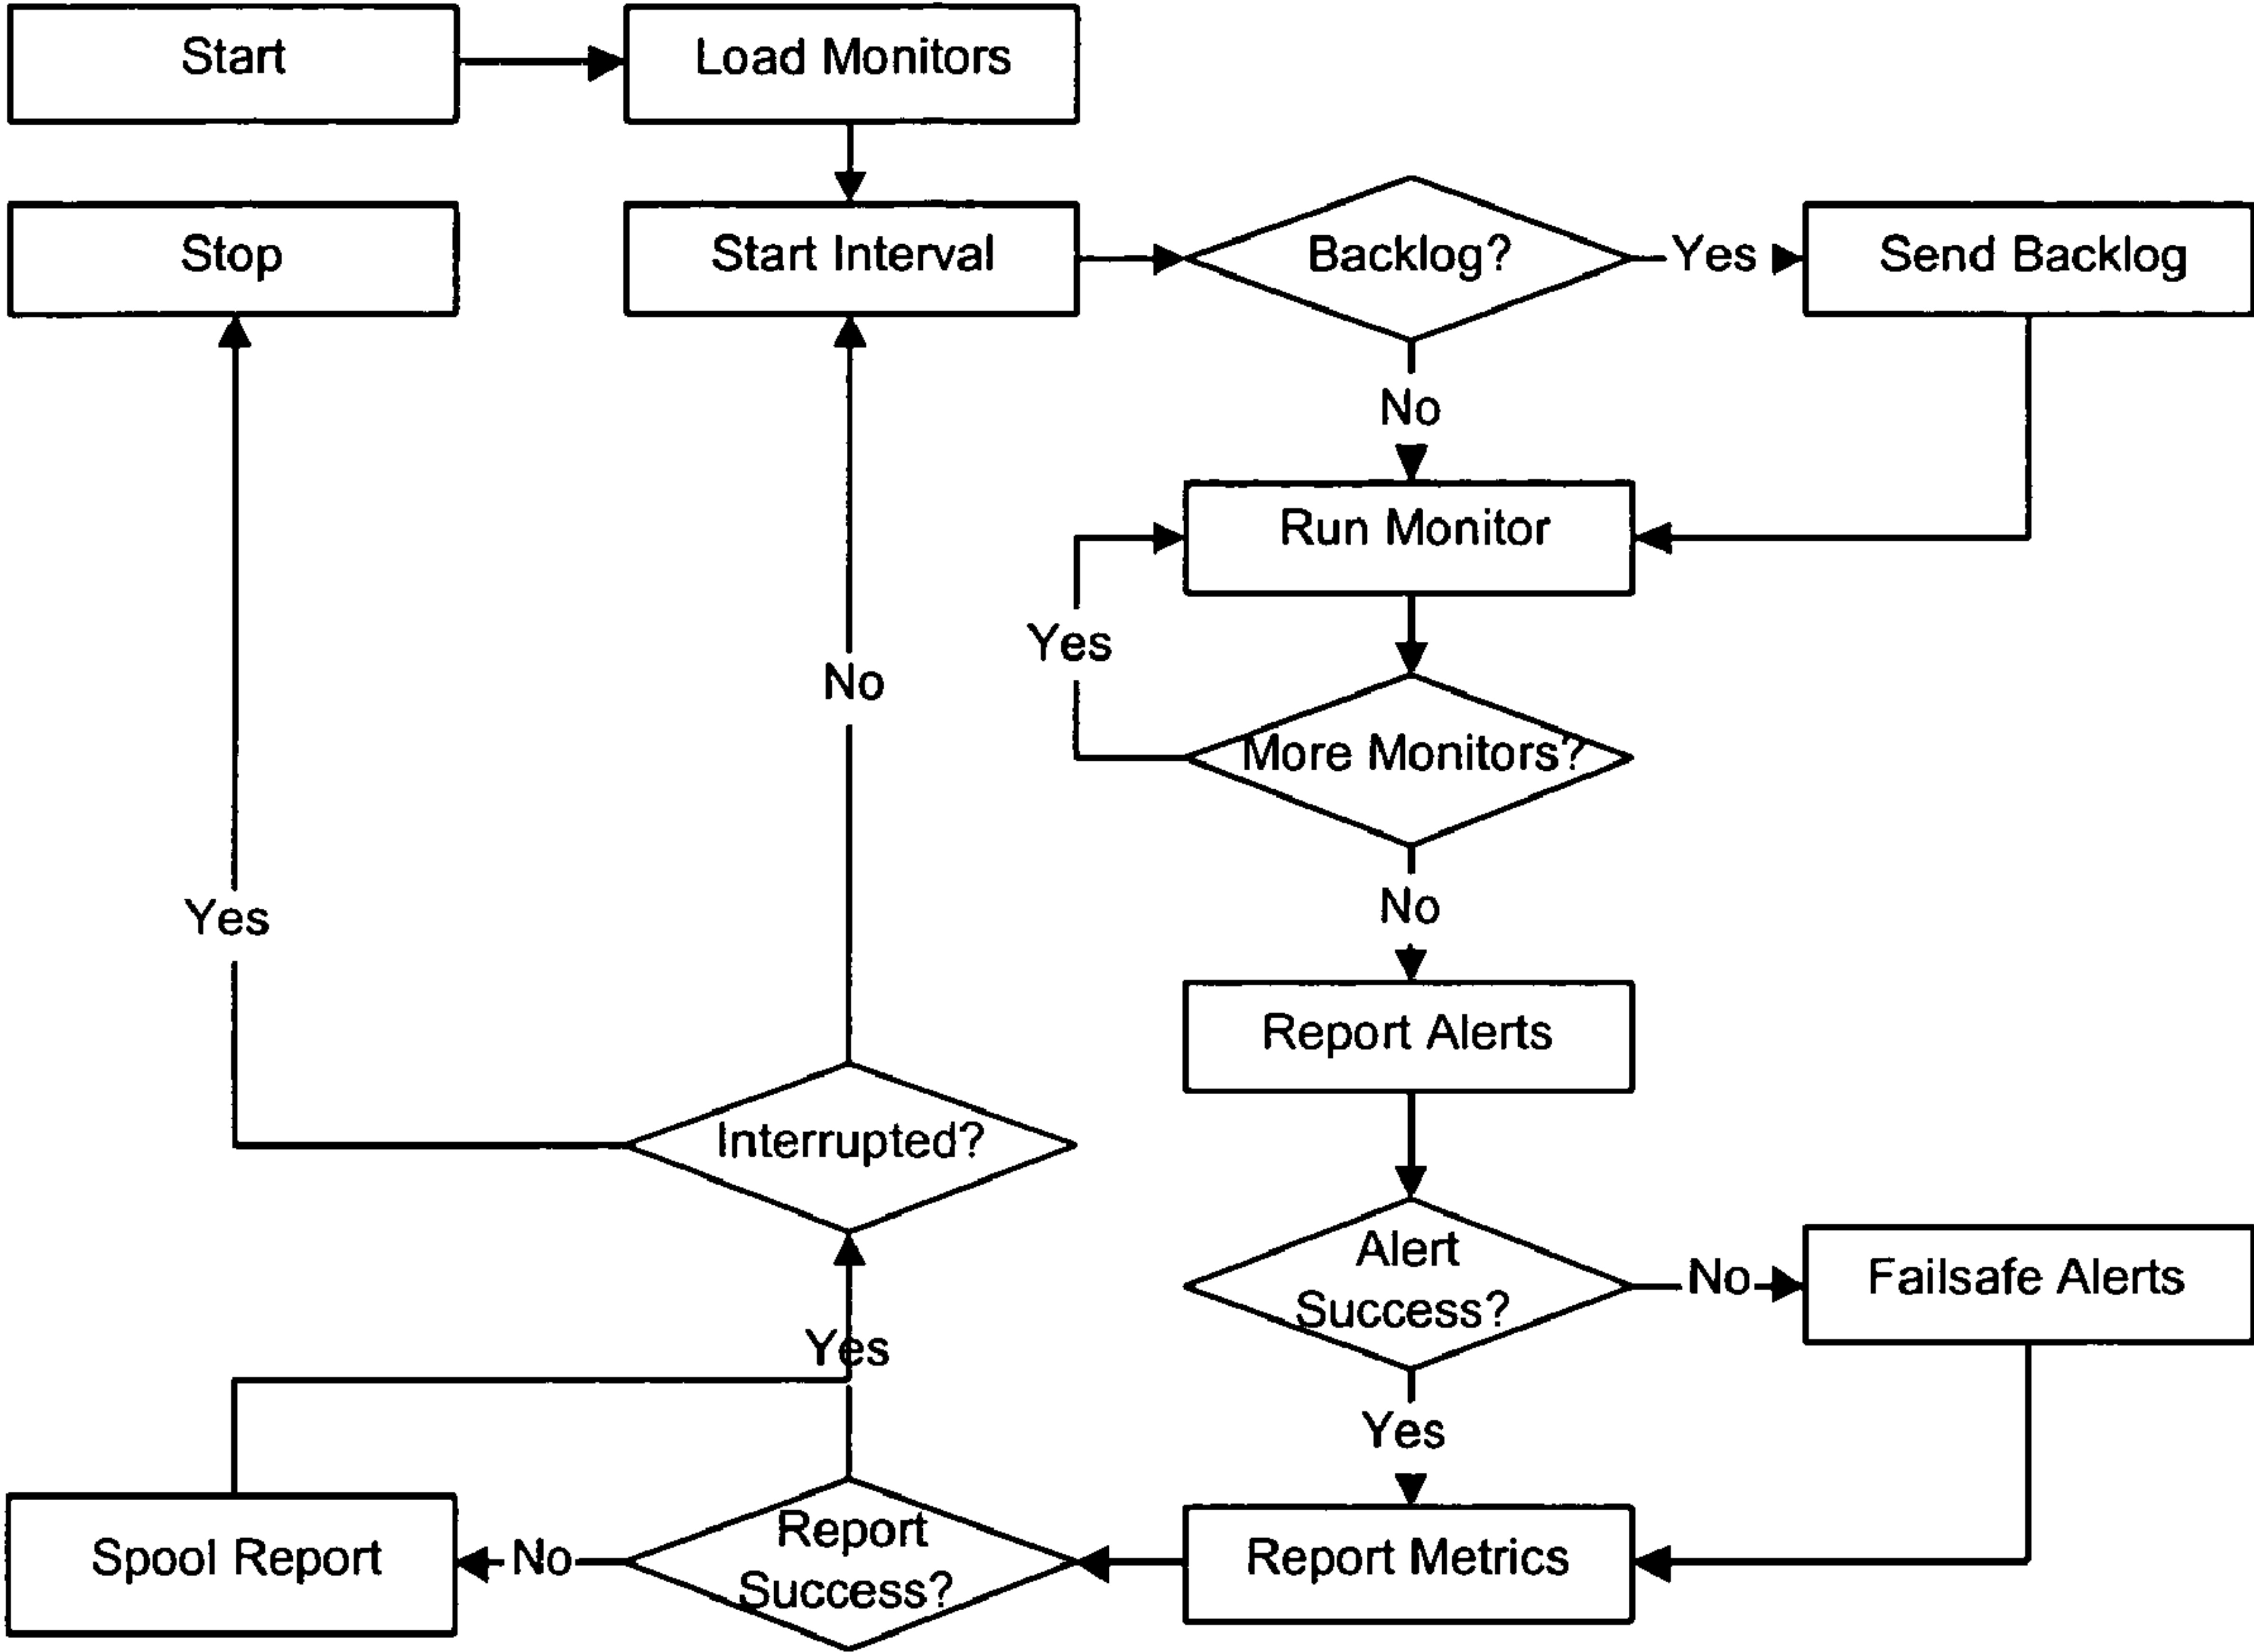 Start
Load Monitors
Stop
Start Interval
Backlog?
Yes
Send Backlog
No
Run Monitor
Yes
No
More Monitors?
Yes
No
Report Alerts
Interrupted?
Alert
Success?
No
Failsafe Alerts
Yes
Yes
Spool Report
No
Report
Success?
Report Metrics